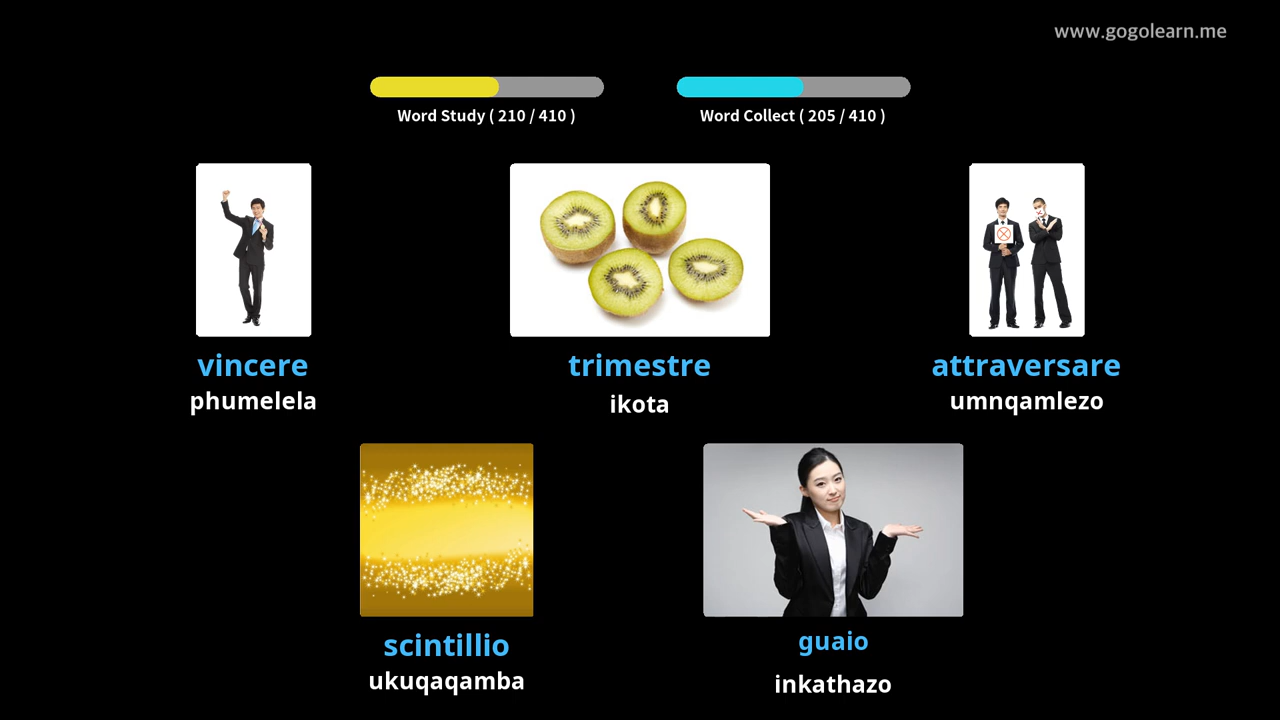 www.gogolearn.me
Word Study ( 210 / 410 )
Word Collect ( 205 / 410 )
vincere
phumelela
trimestre
ikota
attraversare
umnqamlezo
scintillio
ukuqaqamba
guaio
inkathazo